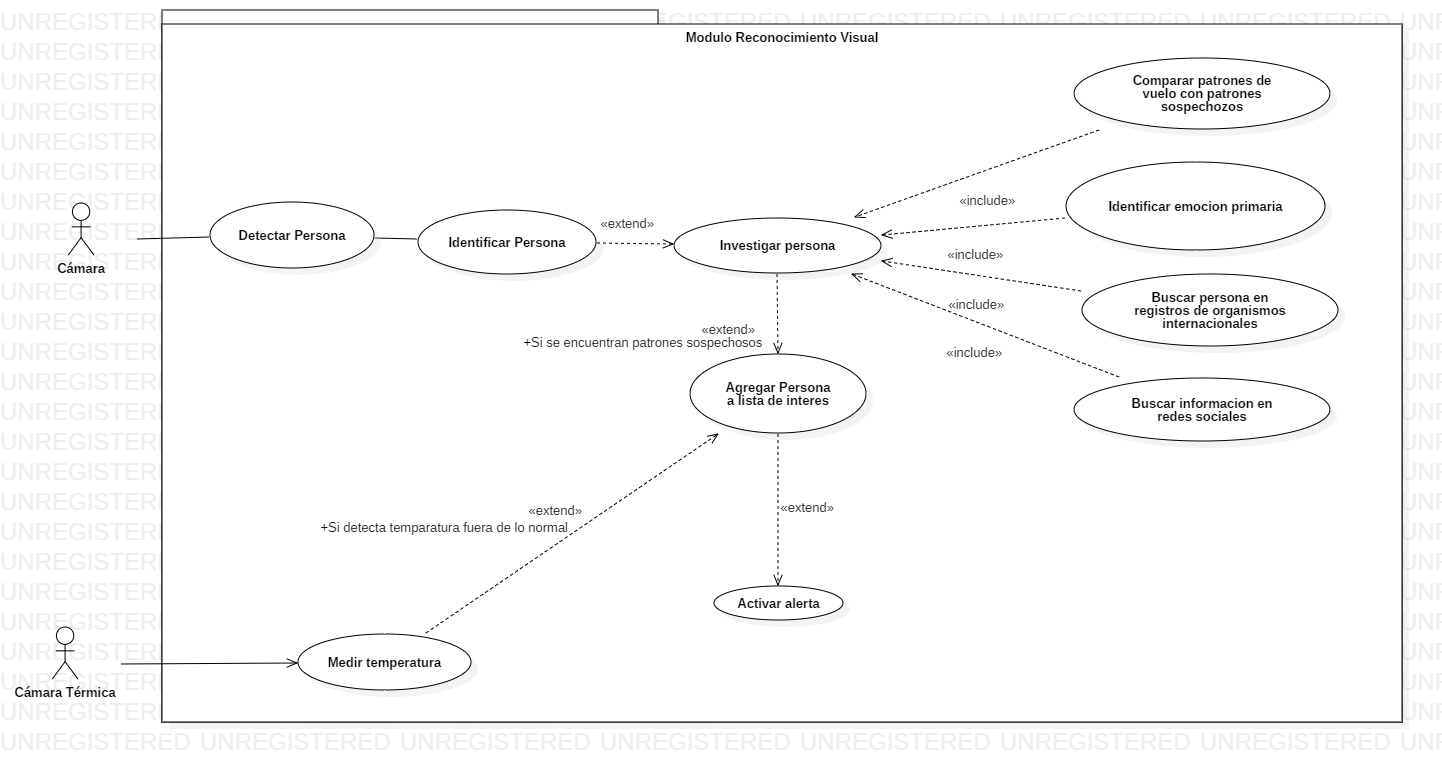 Modulo Reconocimiento Visual
Comparar patrones de
vuelo con patrones
sospechozos
Identificar emocion primaria
«include»
Cámara
Detectar Persona
Identificar Persona
«extend»
Investigar persona
«include»
Buscar persona en
registros de organismos
internacionales
«include»
«extend»
+Si se encuentran patrones sospechosos
«include»
Agregar Persona
a lista de interes
Buscar informacion en
redes sociales
«extend»
+Si detecta temparatura fuera de lo normal
«extend»
Activar alerta
Cámara Térmica
Medir temperatura
UNREGISTERED UNREGISTERED UNREGISTERED UNREGISTERED UNREGISTERED UNREGISTERED UNREGISTERED